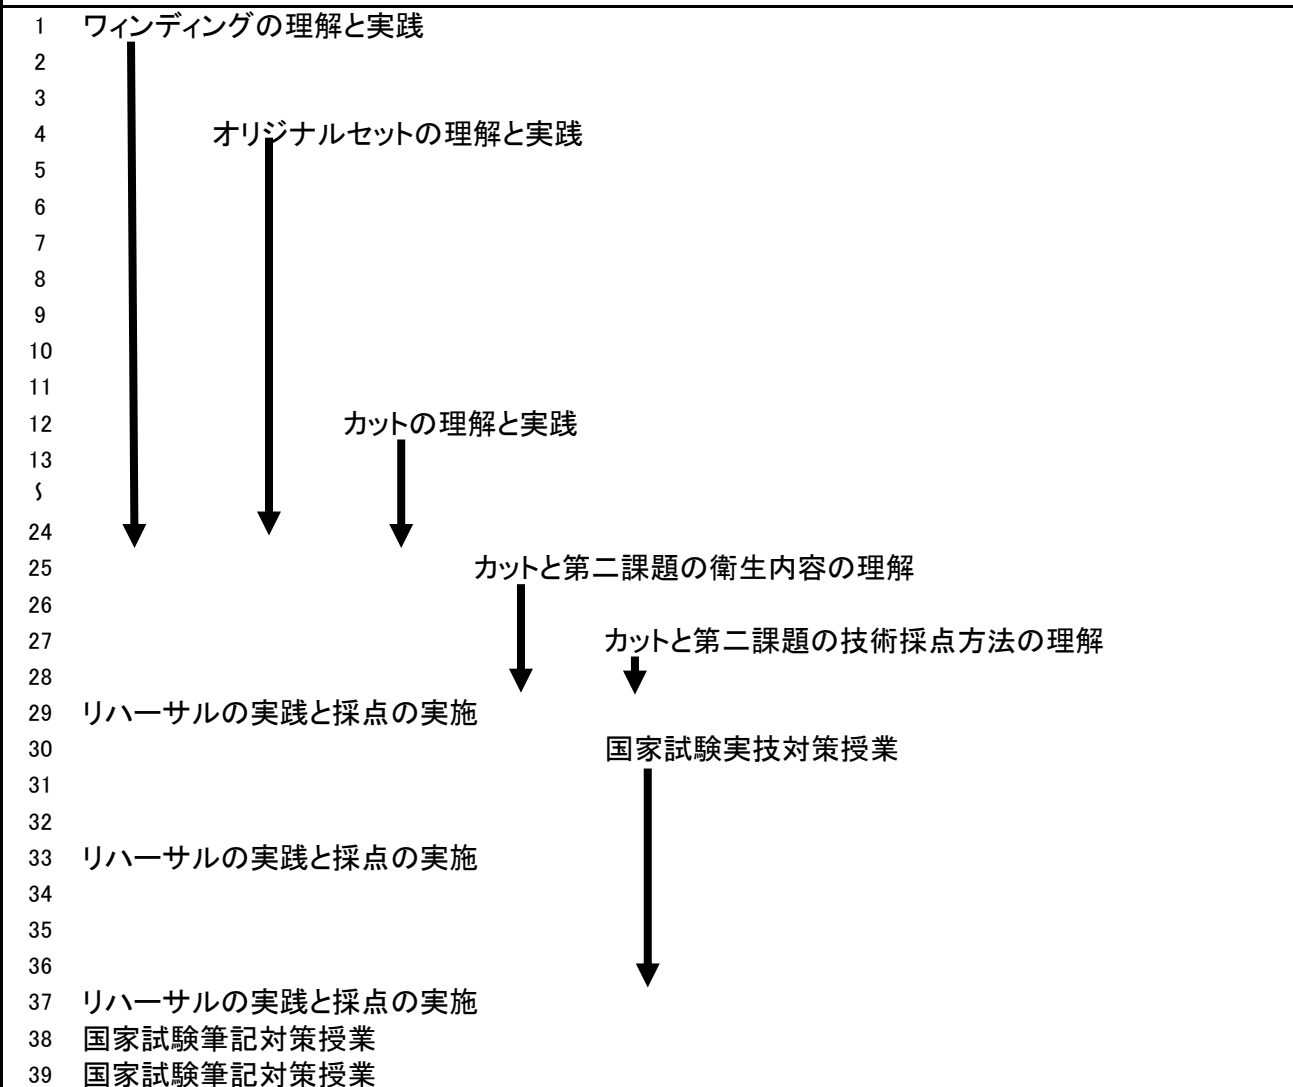 1 ワィンディングの理解と実践
2
3
4 オリジナルセットの理解と実践
5
6
7
8
9
10
11
12 カットの理解と実践
13
〜
24
25 カットと第二課題の衛生内容の理解
26
27 カットと第二課題の技術採点方法の理解
28
29 リハーサルの実践と採点の実施
30 国家試験実技対策授業
31
32
33 リハーサルの実践と採点の実施
34
35
36
37 リハーサルの実践と採点の実施
38 国家試験筆記対策授業
39 国家試験筆記対策授業